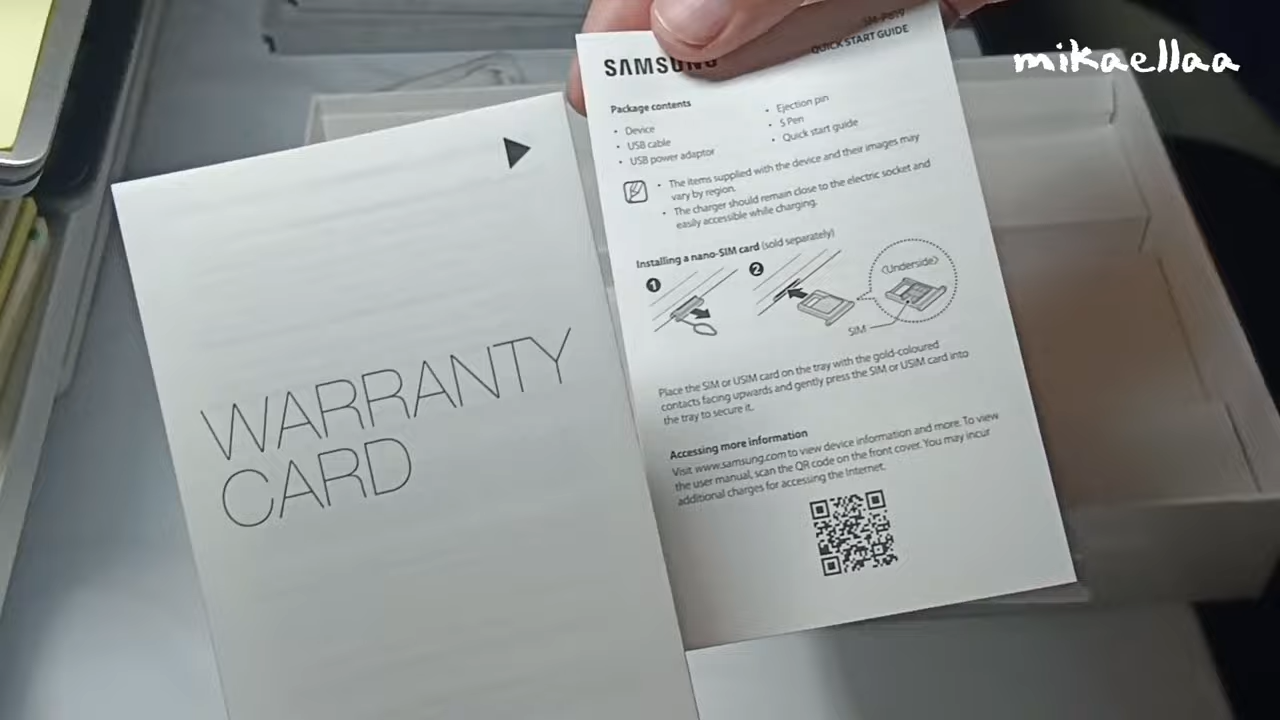 mikaellaa
WARRANTY
CARD
SAMSUNG
SM-P619
QUICK START GUIDE
Package contents
• Device
• USB cable
• USB power adaptor
• Ejection pin
• S Pen
• Quick start guide
• The items supplied with the device and their images may
vary by region.
• The charger should remain close to the electric socket and
easily accessible while charging.
Installing a nano-SIM card (sold separately)
1
2
<Underside>
SIM
Place the SIM or USIM card on the tray with the gold-coloured
contacts facing upwards and gently press the SIM or USIM card into
the tray to secure it.
Accessing more information
Visit www.samsung.com to view device information and more. To view
the user manual, scan the QR code on the front cover. You may incur
additional charges for accessing the Internet.